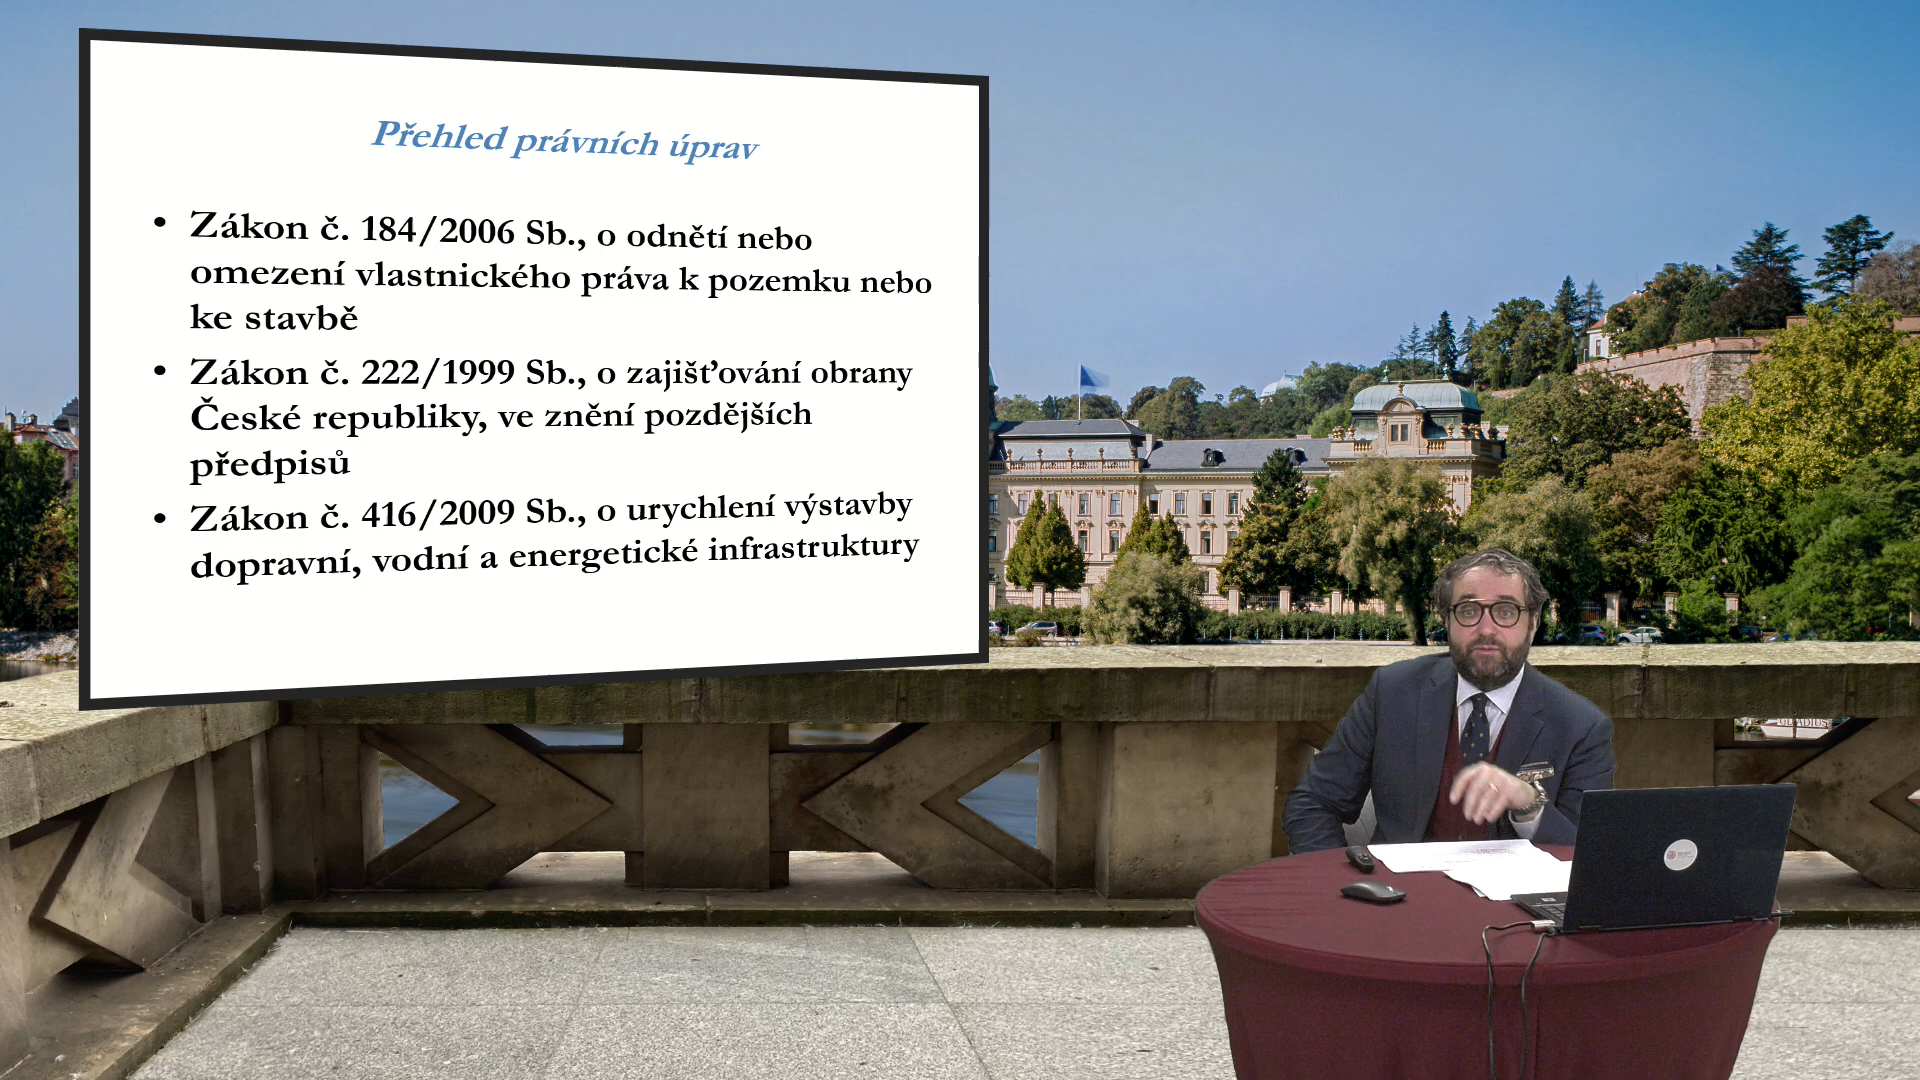 Přehled právních úprav
• Zákon č. 184/2006 Sb., o odnětí nebo
omezení vlastnického práva k pozemku nebo
ke stavbě
• Zákon č. 222/1999 Sb., o zajišťování obrany
České republiky, ve znění pozdějších
předpisů
• Zákon č. 416/2009 Sb., o urychlení výstavby
dopravní, vodní a energetické infrastruktury
GLADIUS